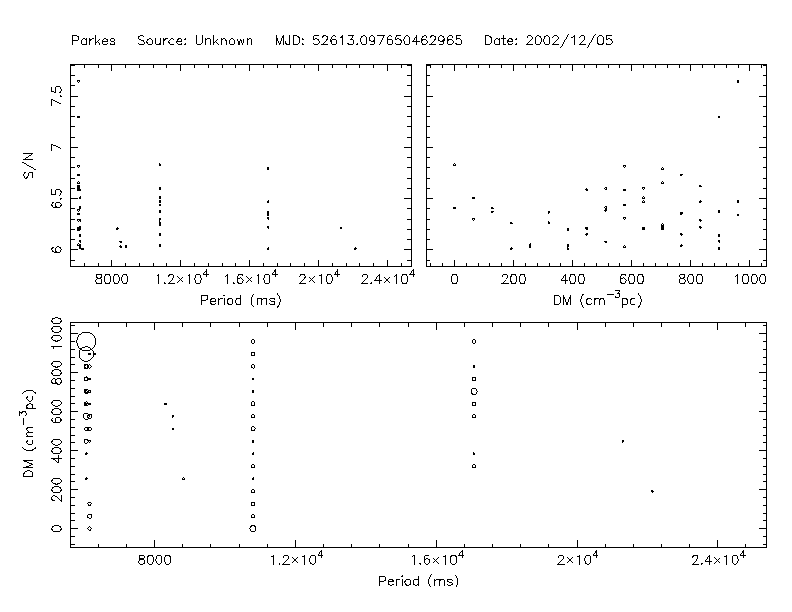 Parkes Source: Unknown MJD: 52613.097650462965 Date: 2002/12/05
S/N
7.5
7
6.5
6
8000 1.2×10⁴ 1.6×10⁴ 2×10⁴ 2.4×10⁴
Period (ms)
0 200 400 600 800 1000
DM (cm⁻³pc)
DM (cm⁻³pc)
1000
800
600
400
200
0
8000 1.2×10⁴ 1.6×10⁴ 2×10⁴ 2.4×10⁴
Period (ms)